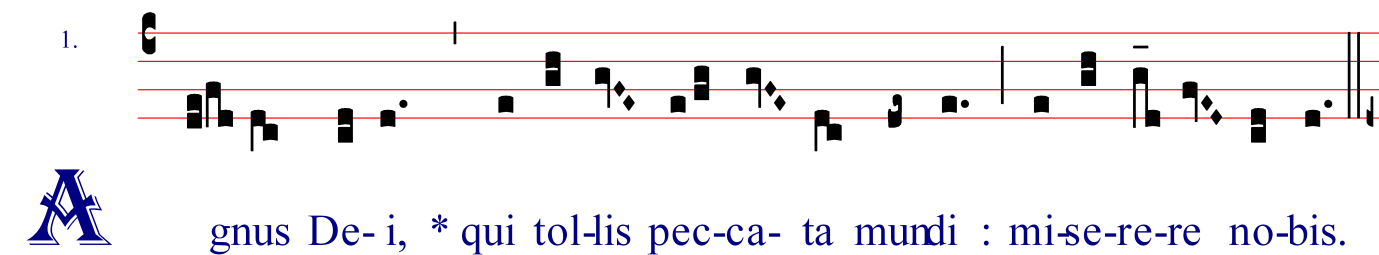 1.
Agnus De- i, * qui tol-lis pec-ca- ta mundi : mi-se-re-re no-bis.